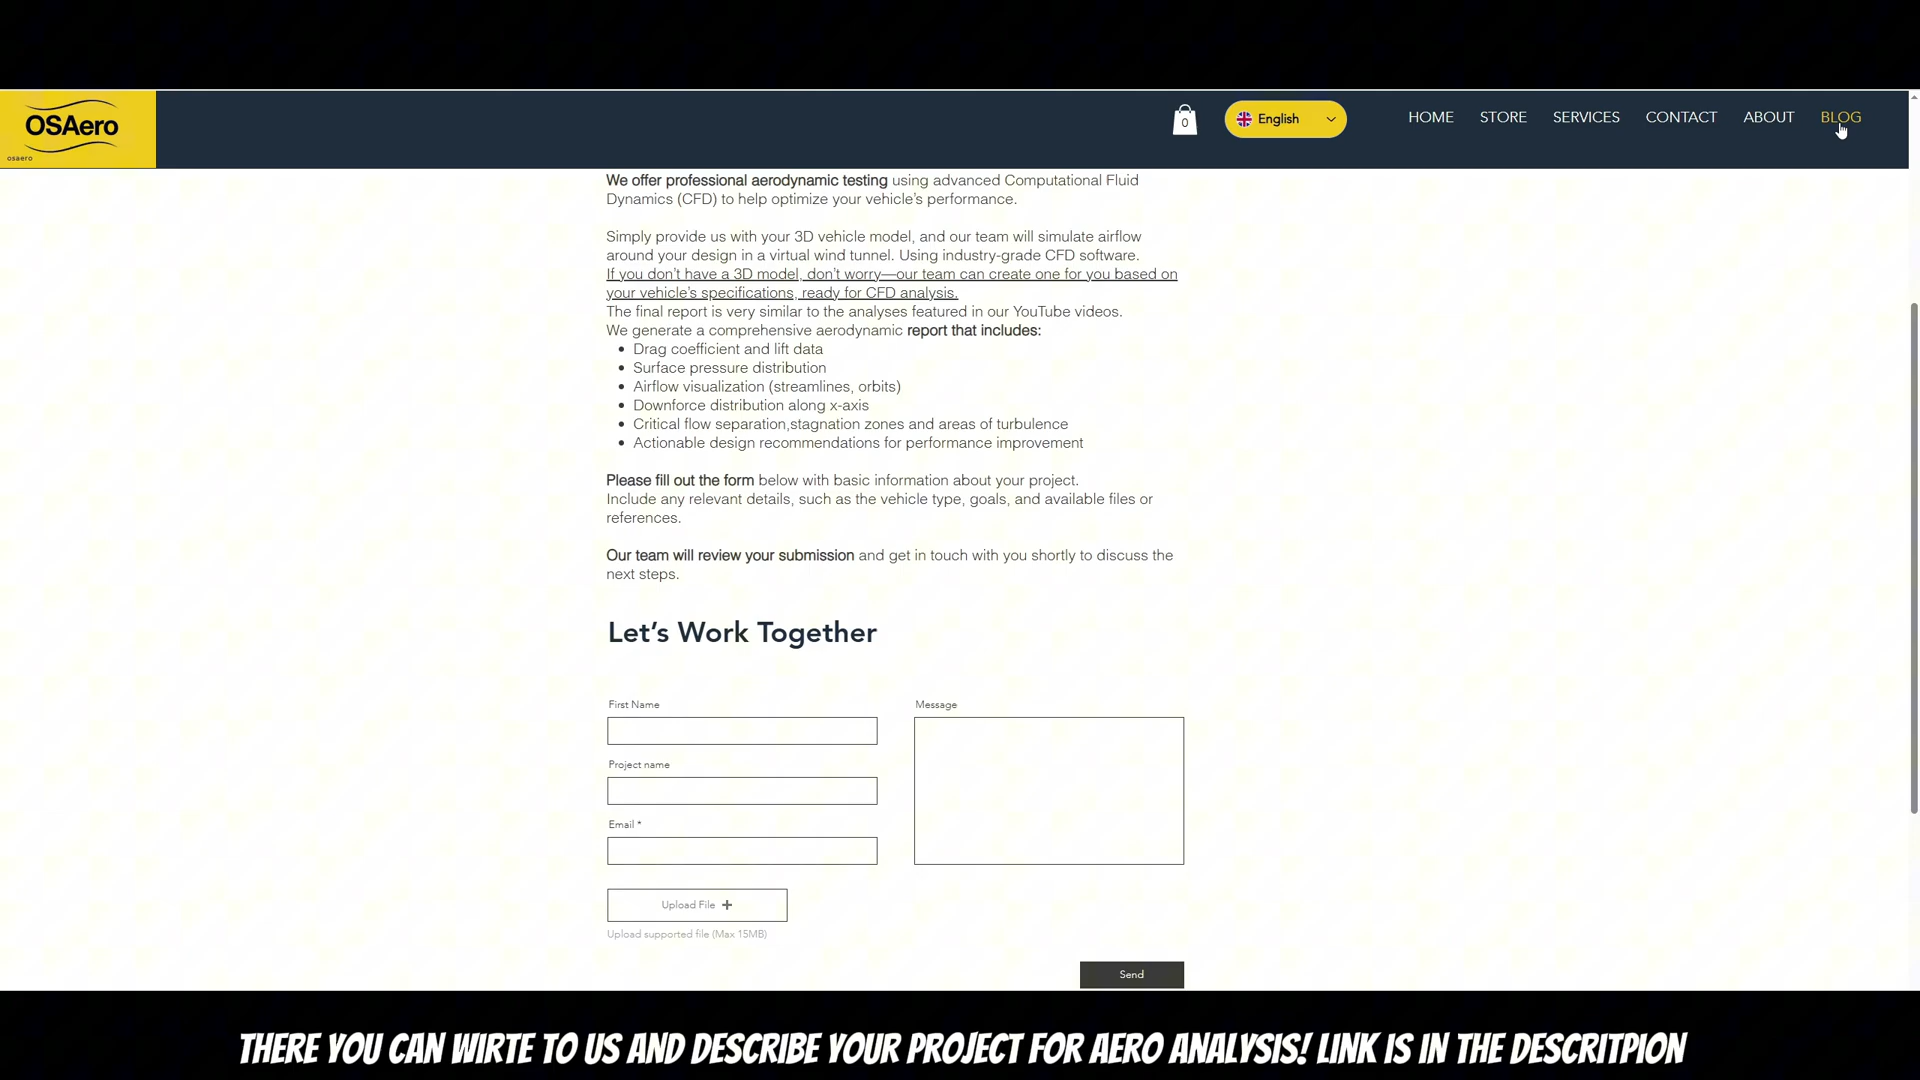 OSAero
osaero
0
English
HOME STORE SERVICES CONTACT ABOUT BLOG
We offer professional aerodynamic testing using advanced Computational Fluid
Dynamics (CFD) to help optimize your vehicle's performance.
Simply provide us with your 3D vehicle model, and our team will simulate airflow
around your design in a virtual wind tunnel. Using industry-grade CFD software.
If you don't have a 3D model, don't worry—our team can create one for you based on
your vehicle's specifications, ready for CFD analysis.
The final report is very similar to the analyses featured in our YouTube videos.
We generate a comprehensive aerodynamic report that includes:
• Drag coefficient and lift data
• Surface pressure distribution
• Airflow visualization (streamlines, orbits)
• Downforce distribution along x-axis
• Critical flow separation,stagnation zones and areas of turbulence
• Actionable design recommendations for performance improvement
Please fill out the form below with basic information about your project.
Include any relevant details, such as the vehicle type, goals, and available files or
references.
Our team will review your submission and get in touch with you shortly to discuss the
next steps.
Let's Work Together
First Name
Message
Project name
Email *
Upload File +
Upload supported file (Max 15MB)
Send
THERE YOU CAN WIRTE TO US AND DESCRIBE YOUR PROJECT FOR AERO ANALYSIS! LINK IS IN THE DESCRITPION